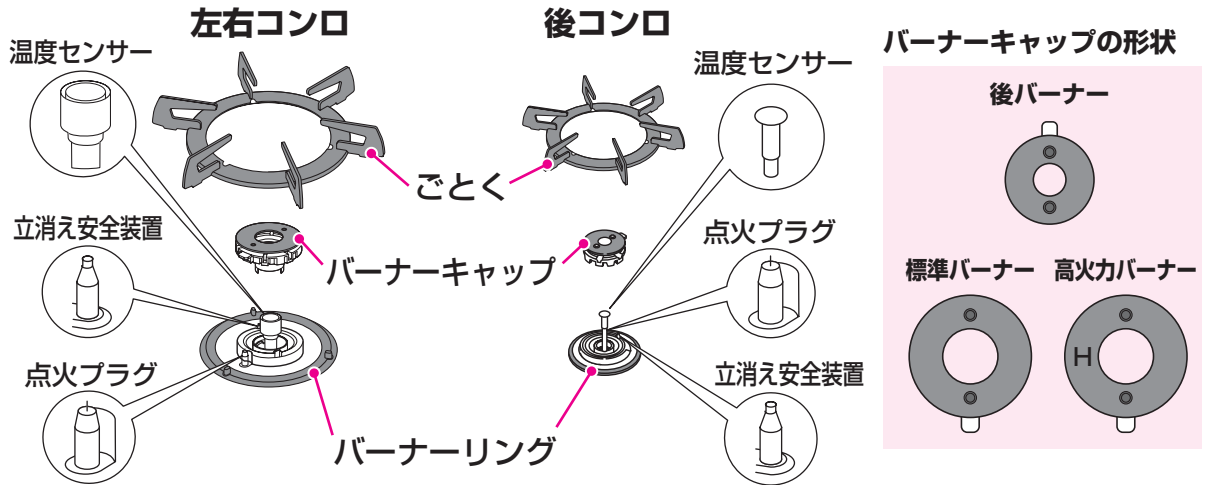 左右コンロ
後コンロ
バーナーキャップの形状
温度センサー
温度センサー
後バーナー
ごとく
立消え安全装置
点火プラグ
バーナーキャップ
標準バーナー
高火力バーナー
H
点火プラグ
立消え安全装置
バーナーリング